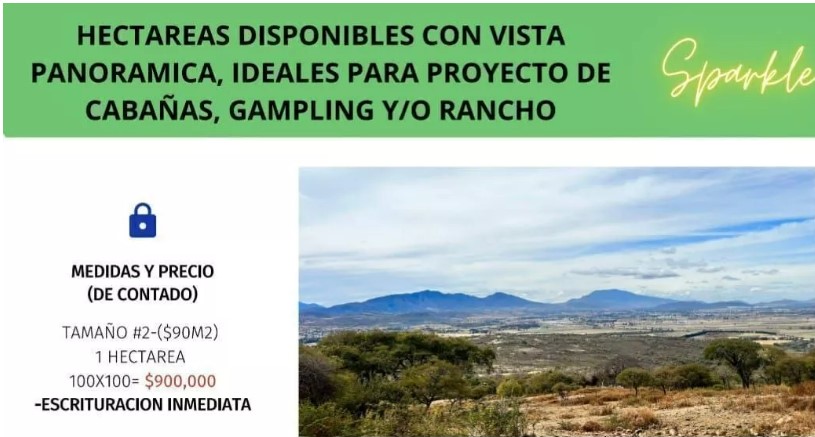 HECTAREAS DISPONIBLES CON VISTA
PANORAMICA, IDEALES PARA PROYECTO DE
CABAÑAS, GAMPLING Y/O RANCHO
Sparkle
MEDIDAS Y PRECIO
(DE CONTADO)
TAMAÑO #2-($90M2)
1 HECTAREA
100X100= $900,000
-ESCRITURACION INMEDIATA